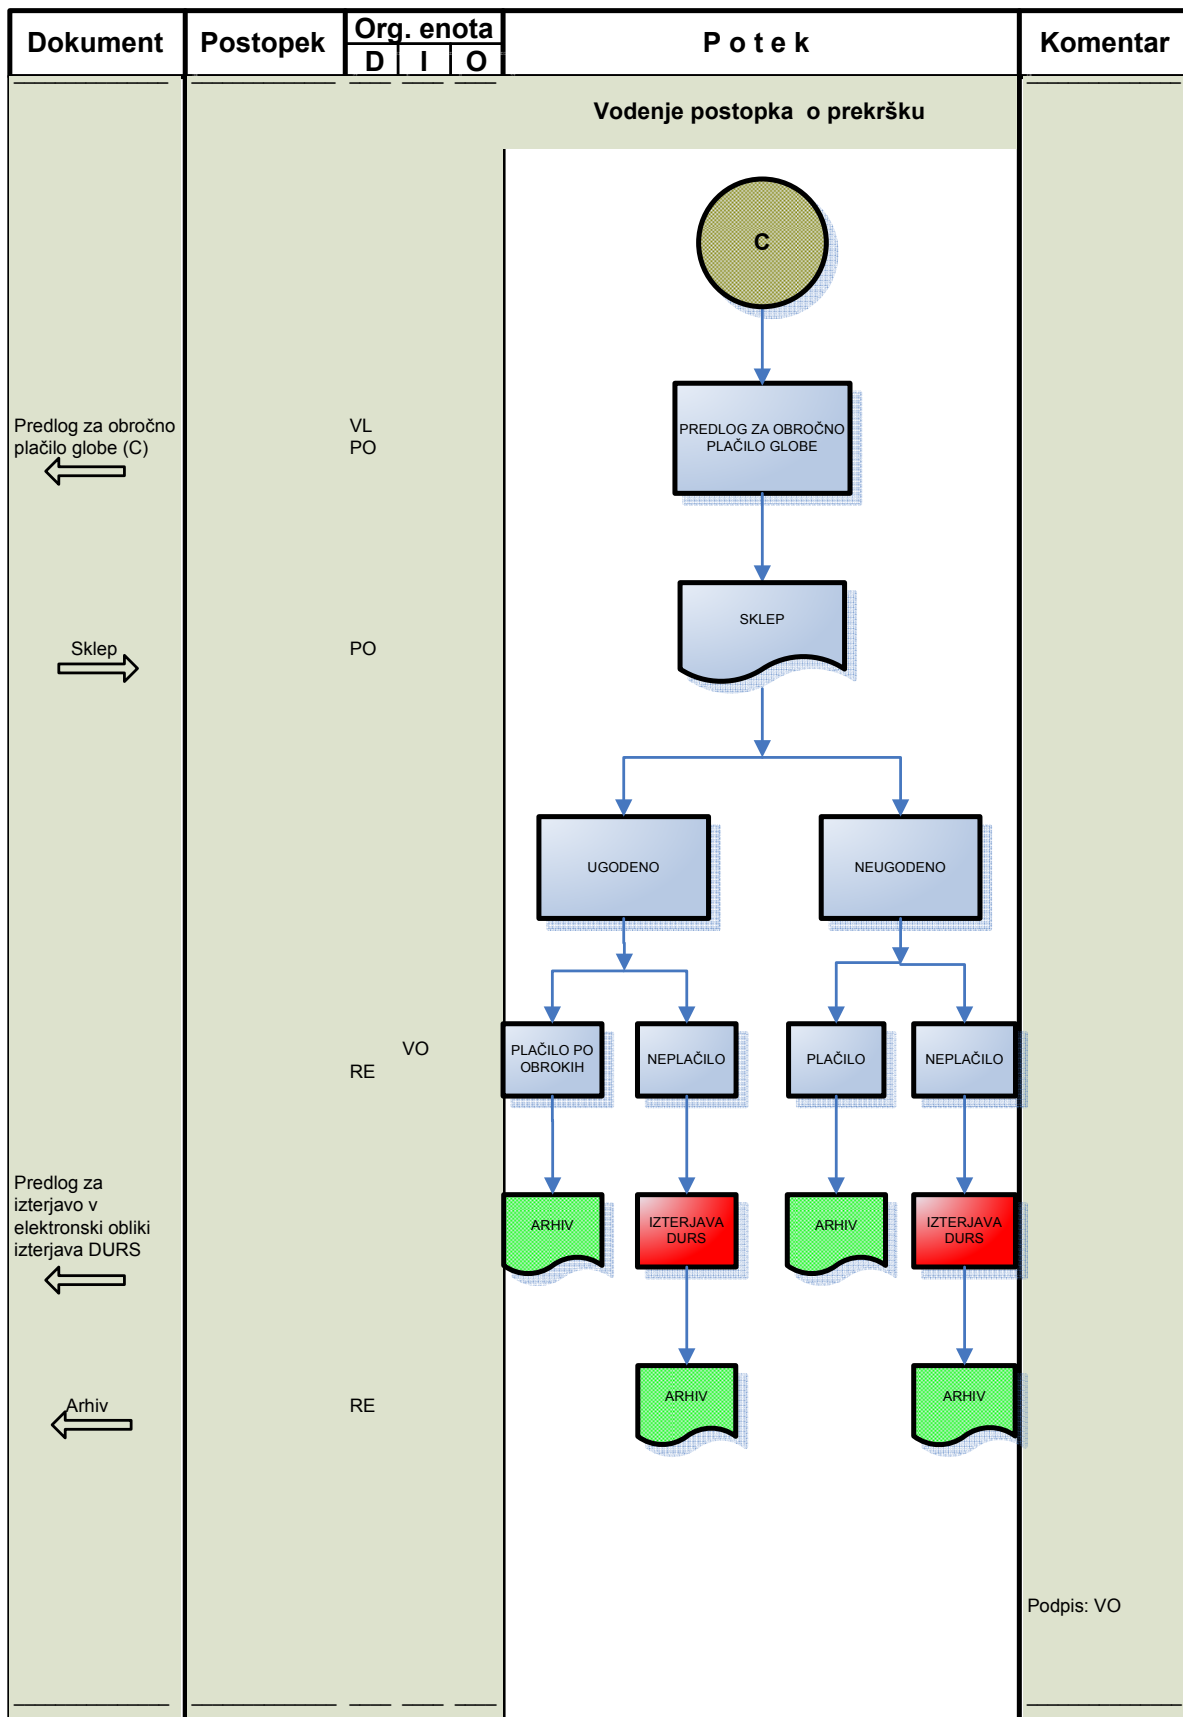 Dokument
Postopek
Org. enota
D I O
P o t e k
Komentar
Vodenje postopka o prekršku
C
Predlog za obročno
plačilo globe (C)
VL
PO
PREDLOG ZA OBROČNO
PLAČILO GLOBE
Sklep
PO
SKLEP
UGODENO
NEUGODENO
VO
RE
PLAČILO PO
OBROKIH
NEPLAČILO
PLAČILO
NEPLAČILO
Predlog za
izterjavo v
elektronski obliki
izterjava DURS
ARHIV
IZTERJAVA
DURS
ARHIV
IZTERJAVA
DURS
Arhiv
RE
ARHIV
ARHIV
Podpis: VO